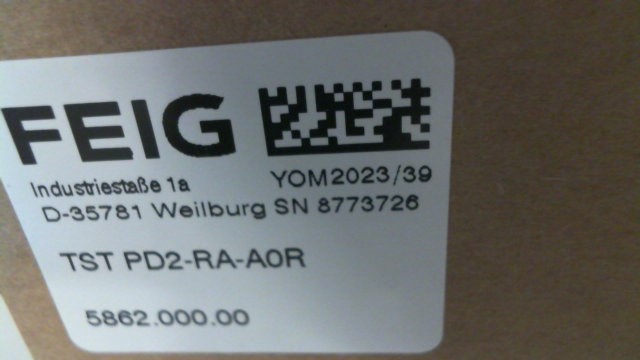 FEIG
Industriestaße 1a YOM2023/39
D-35781 Weilburg SN 8773726
TST PD2-RA-A0R
5862.000.00